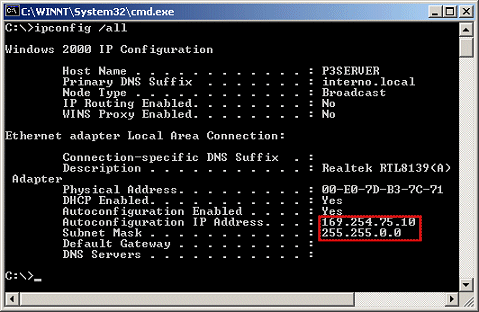 C:\WINNT\System32\cmd.exe
C:\>ipconfig /all
Windows 2000 IP Configuration
Host Name . . . . . . . . . . . . : P3SERVER
Primary DNS Suffix . . . . . . . : interno.local
Node Type . . . . . . . . . . . . : Broadcast
IP Routing Enabled. . . . . . . . : No
WINS Proxy Enabled. . . . . . . . : No
Ethernet adapter Local Area Connection:
Connection-specific DNS Suffix . :
Description . . . . . . . . . . . : Realtek RTL8139(A)
Adapter
Physical Address. . . . . . . . . : 00-E0-7D-B3-7C-71
DHCP Enabled. . . . . . . . . . . : Yes
Autoconfiguration Enabled . . . . : Yes
Autoconfiguration IP Address. . . : 169.254.75.10
Subnet Mask . . . . . . . . . . . : 255.255.0.0
Default Gateway . . . . . . . . . :
DNS Servers . . . . . . . . . . . :
C:\>_